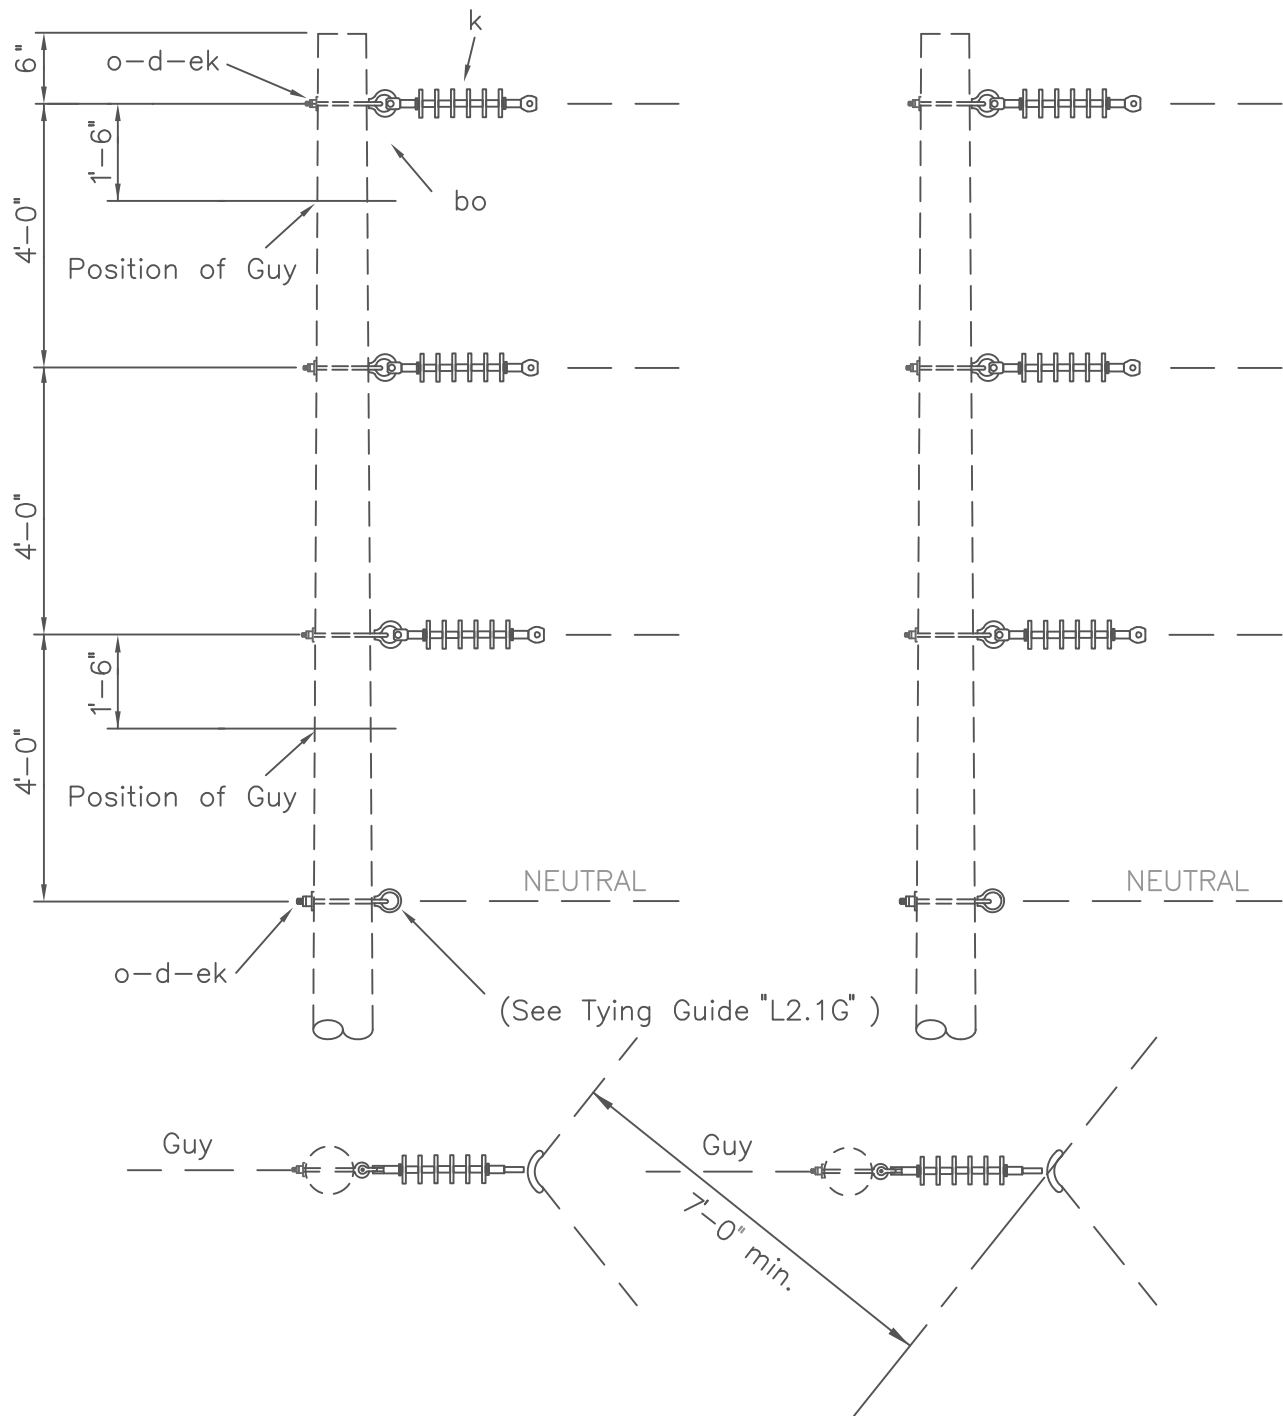 k
6"
o-d-ek
1'-6"
bo
4'-0"
Position of Guy
4'-0"
1'-6"
4'-0"
Position of Guy
NEUTRAL
NEUTRAL
o-d-ek
(See Tying Guide "L2.1G" )
Guy
Guy
7'-0" min.